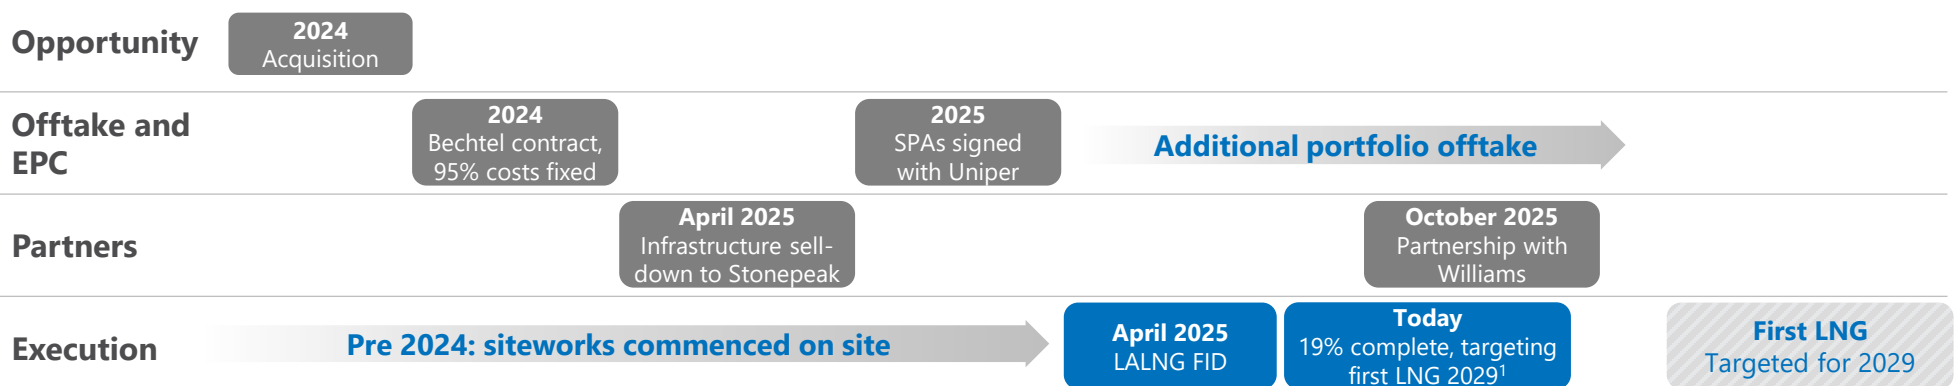 Opportunity
2024
Acquisition
Offtake and
EPC
2024
Bechtel contract,
95% costs fixed
2025
SPAs signed
with Uniper
Additional portfolio offtake
Partners
April 2025
Infrastructure sell-
down to Stonepeak
October 2025
Partnership with
Williams
Execution
Pre 2024: siteworks commenced on site
April 2025
LALNG FID
Today
19% complete, targeting
first LNG 2029¹
First LNG
Targeted for 2029